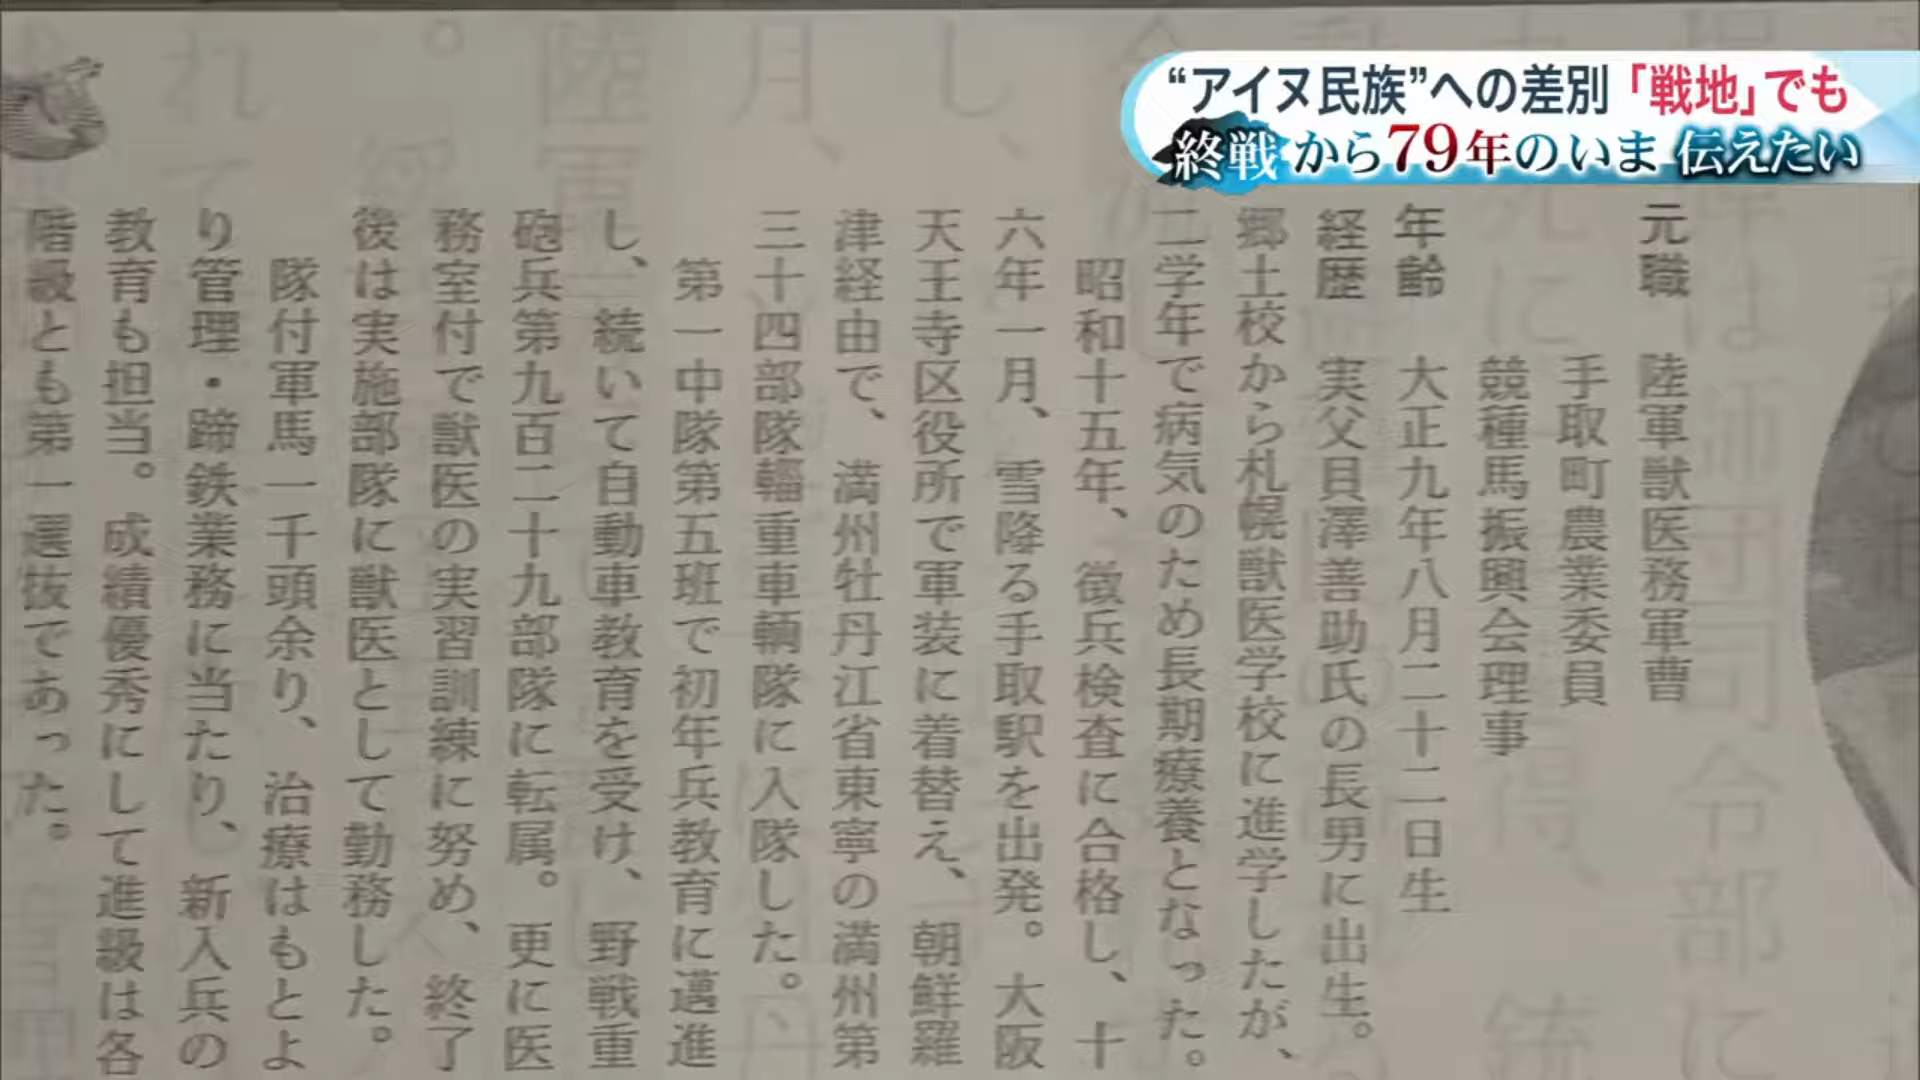 “アイヌ民族”への差別「戦地」でも
終戦から79年のいま 伝えたい
元職　陸軍獣医務軍曹
手取町農業委員
競種馬振興会理事
年齢　大正九年八月二十二日生
経歴　実父貝澤善助氏の長男に出生。
郷土校から札幌獣医学校に進学したが、
二学年で病気のため長期療養となった。
昭和十五年、徴兵検査に合格し、十
六年一月、雪降る手取駅を出発。大阪
天王寺区役所で軍装に着替え、朝鮮羅
津経由で、満州牡丹江省東寧の満州第
三十四部隊輜重車輌隊に入隊した。
第一中隊第五班で初年兵教育に邁進
し、続いて自動車教育を受け、野戦重
砲兵第九百二十九部隊に転属。更に医
務室付で獣医の実習訓練に努め、終了
後は実施部隊に獣医として勤務した。
隊付軍馬一千頭余り、治療はもとよ
り管理・蹄鉄業務に当たり、新入兵の
教育も担当。成績優秀にして進級は各
階級とも第一選抜であった。